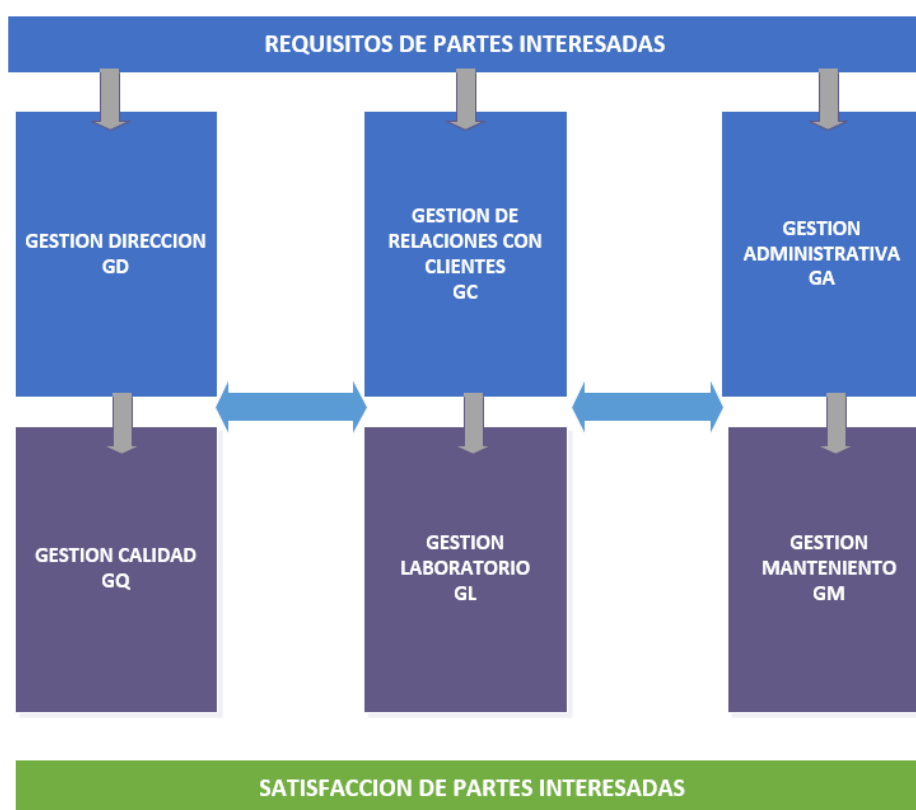 REQUISITOS DE PARTES INTERESADAS
GESTION DIRECCION
GD
GESTION DE
RELACIONES CON
CLIENTES
GC
GESTION
ADMINISTRATIVA
GA
GESTION CALIDAD
GQ
GESTION
LABORATORIO
GL
GESTION
MANTENIENTO
GM
SATISFACCION DE PARTES INTERESADAS